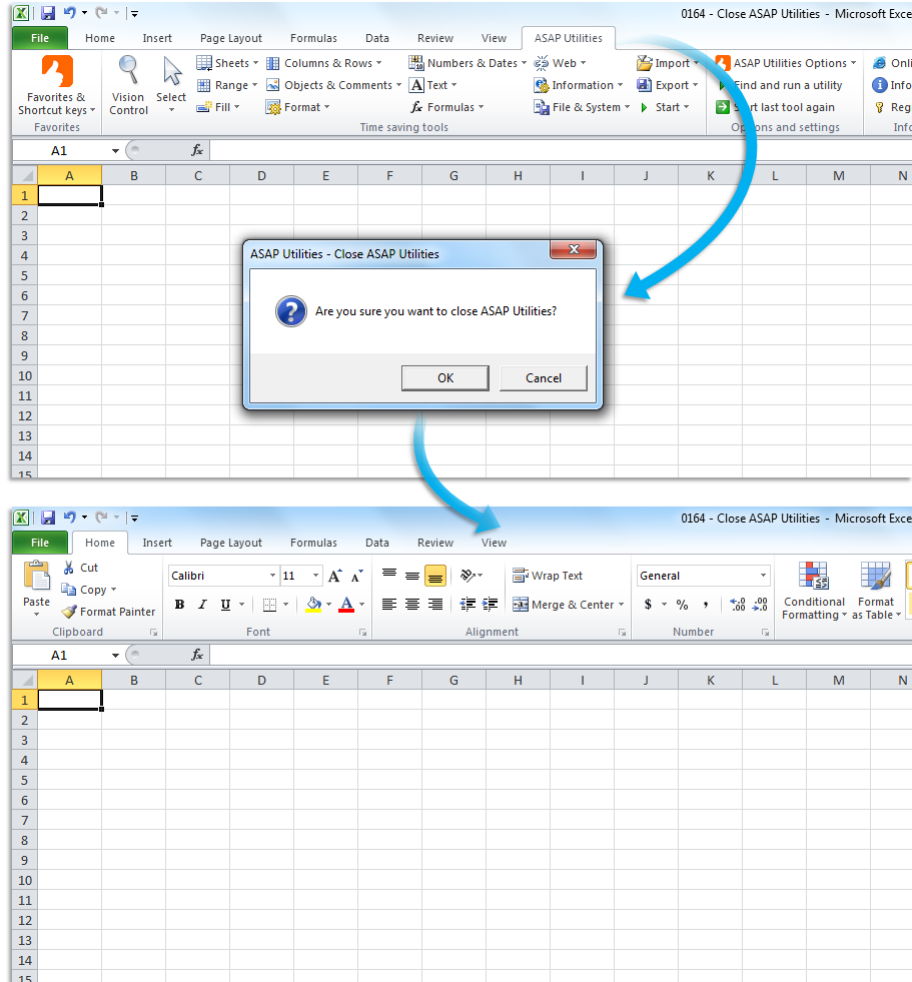 0164 - Close ASAP Utilities - Microsoft Exce
File Home Insert Page Layout Formulas Data Review View ASAP Utilities
Sheets Columns & Rows Numbers & Dates Web Import ASAP Utilities Options Onli
Range Objects & Comments Text Information Export Find and run a utility Info
Favorites & Shortcut keys Vision Control Select Fill Format Formulas File & System Start Start last tool again Reg
Favorites Time saving tools Options and settings Info
A1 fx
A B C D E F G H I J K L M N
1
2
3
4
ASAP Utilities - Close ASAP Utilities
5
6
7
Are you sure you want to close ASAP Utilities?
8
9
10
OK Cancel
11
12
13
14
15
0164 - Close ASAP Utilities - Microsoft Exce
File Home Insert Page Layout Formulas Data Review View
Cut
Calibri 11 A A Wrap Text General
Copy
Paste Format Painter B I U A Merge & Center $ % , .0 .00 .00 .0 Conditional Formatting Format as Table
Clipboard Font Alignment Number
A1 fx
A B C D E F G H I J K L M N
1
2
3
4
5
6
7
8
9
10
11
12
13
14
15